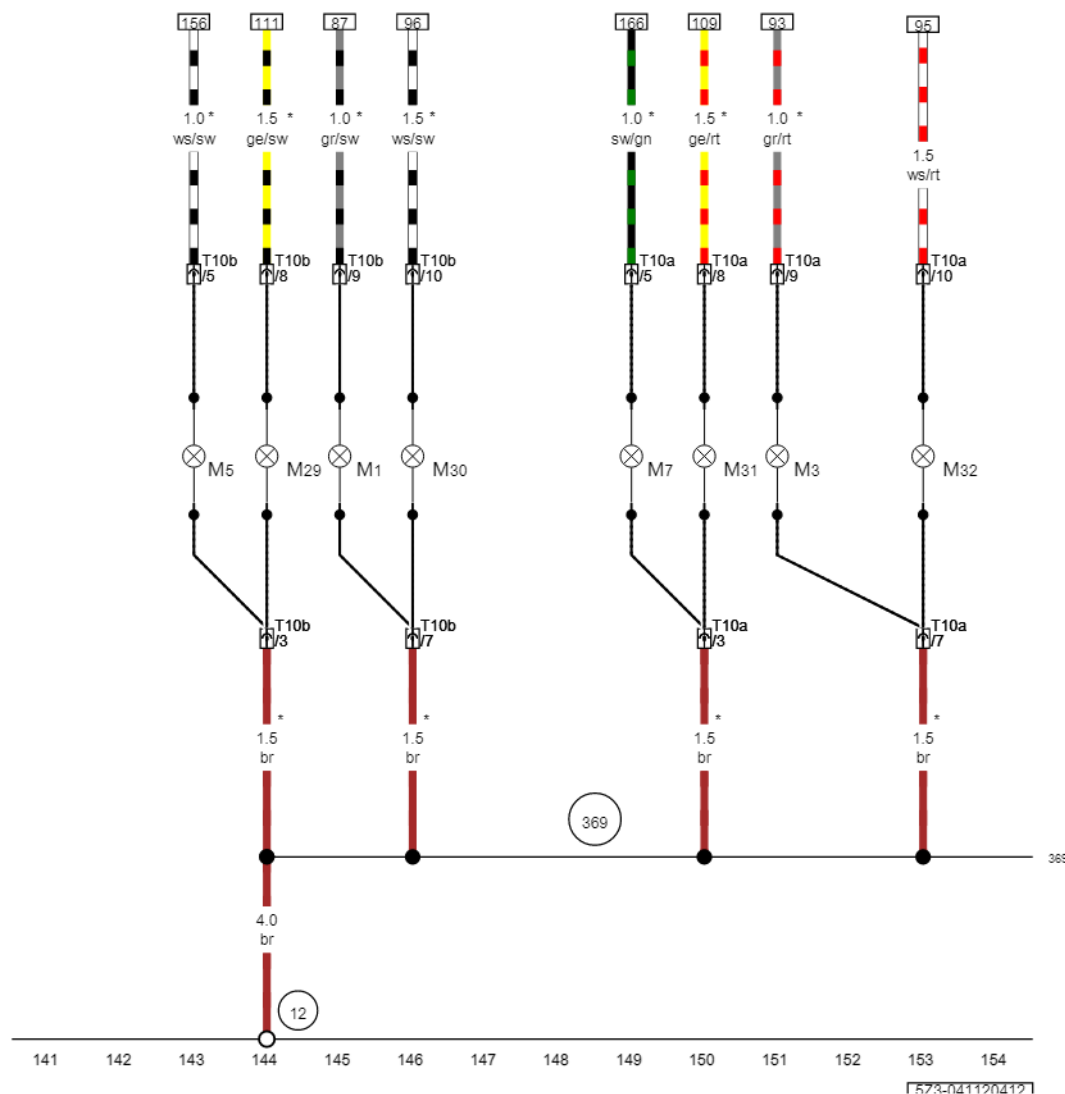 156 111 87 96 166 109 93 95
1.0 * 1.5 * 1.0 * 1.5 * 1.0 * 1.5 * 1.0 *
ws/sw ge/sw gr/sw ws/sw sw/gn ge/rt gr/rt
1.5
ws/rt
T10b T10b T10b T10b T10a T10a T10a T10a
/5 /8 /9 /10 /5 /8 /9 /10
M5 M29 M1 M30 M7 M31 M3 M32
T10b T10b T10a T10a
/3 /7 /3 /7
* * * *
1.5 1.5 1.5 1.5
br br br br
369
369
4.0
br
12
141 142 143 144 145 146 147 148 149 150 151 152 153 154
573-041120412